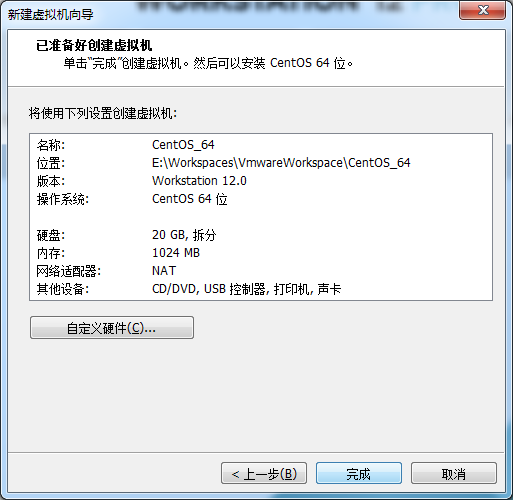 新建虚拟机向导
已准备好创建虚拟机
单击“完成”创建虚拟机。然后可以安装 CentOS 64 位。
将使用下列设置创建虚拟机:
名称: CentOS_64
位置: E:\Workspaces\VmwareWorkspace\CentOS_64
版本: Workstation 12.0
操作系统: CentOS 64 位
硬盘: 20 GB, 拆分
内存: 1024 MB
网络适配器: NAT
其他设备: CD/DVD, USB 控制器, 打印机, 声卡
自定义硬件(C)...
< 上一步(B) 完成 取消